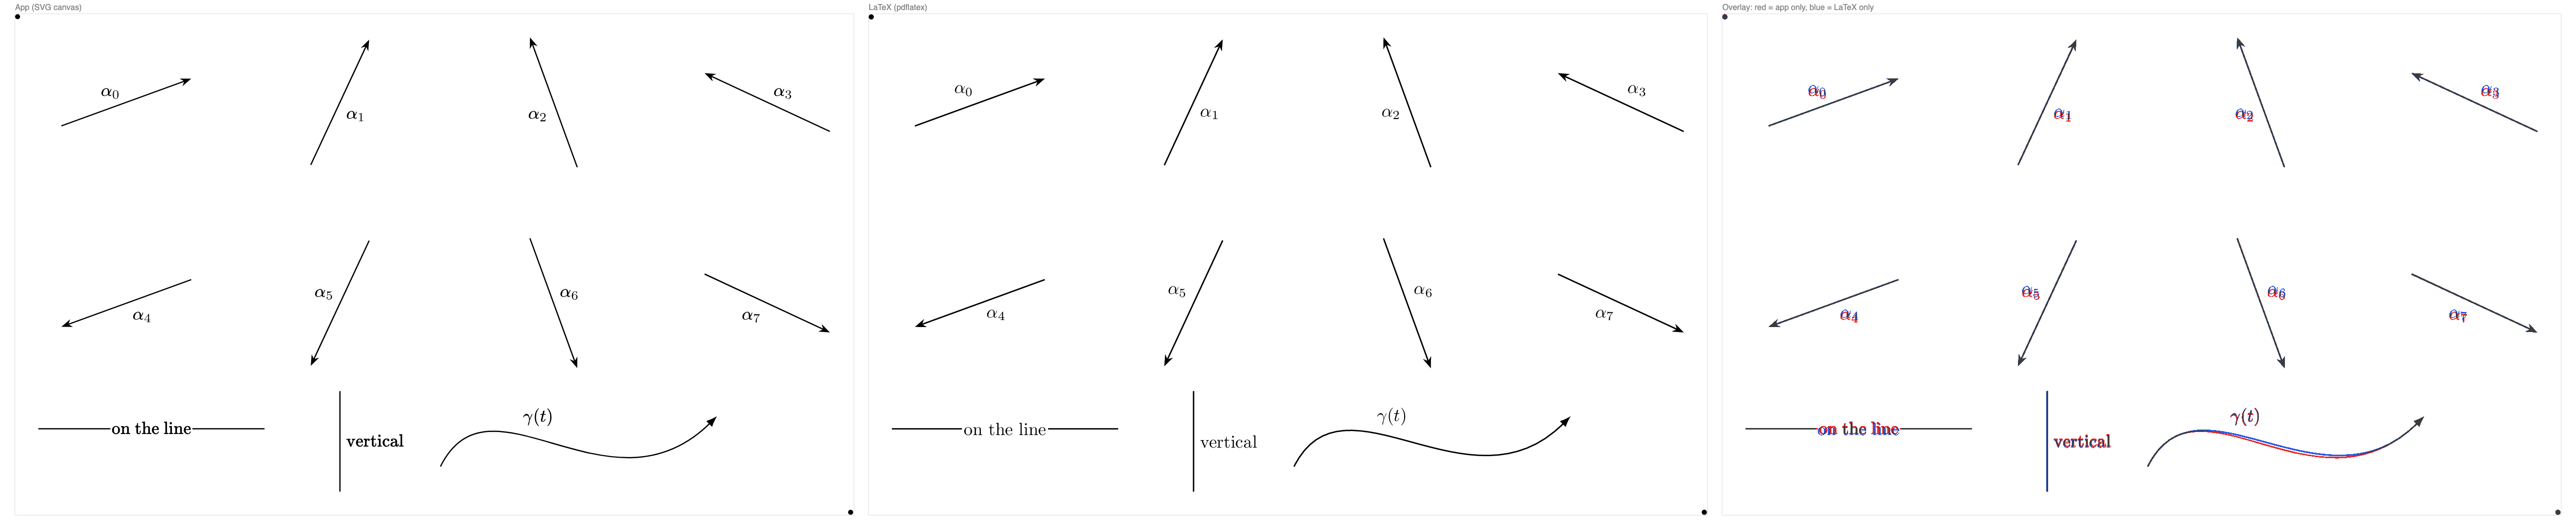 App (SVG canvas)
α₀
α₁
α₂
α₃
α₄
α₅
α₆
α₇
on the line
vertical
γ(t)
LaTeX (pdflatex)
α₀
α₁
α₂
α₃
α₄
α₅
α₆
α₇
on the line
vertical
γ(t)
Overlay: red = app only, blue = LaTeX only
α₀
α₁
α₂
α₃
α₄
α₅
α₆
α₇
on the line
vertical
γ(t)